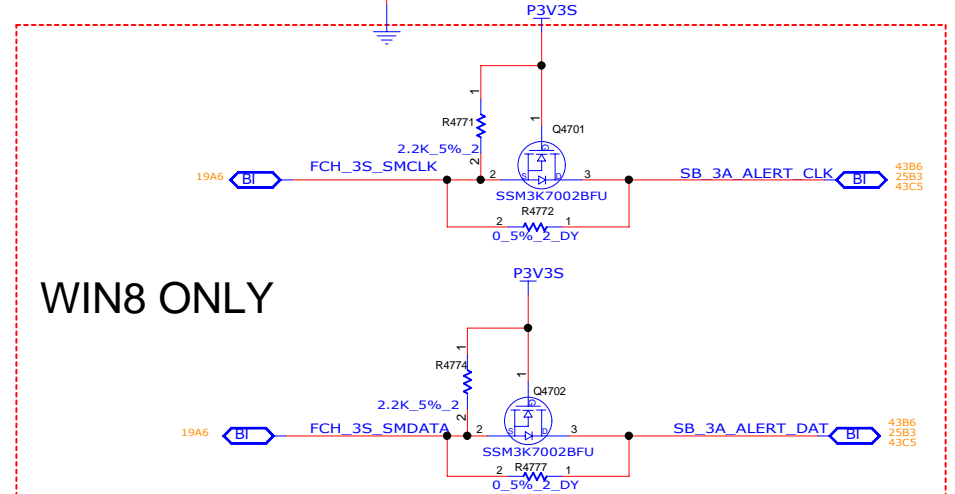 P3V3S
1
R4771
1
Q4701
2.2K_5%_2
2
FCH_3S_SMCLK
19A6
BI
2
S
G
D
3
SB_3A_ALERT_CLK
BI
43B6
25B3
43C5
SSM3K7002BFU
R4772
2
1
0_5%_2_DY
P3V3S
WIN8 ONLY
1
R4774
1
Q4702
2.2K_5%_2
2
FCH_3S_SMDATA
19A6
BI
2
S
G
D
3
SB_3A_ALERT_DAT
BI
43B6
25B3
43C5
SSM3K7002BFU
R4777
2
1
0_5%_2_DY